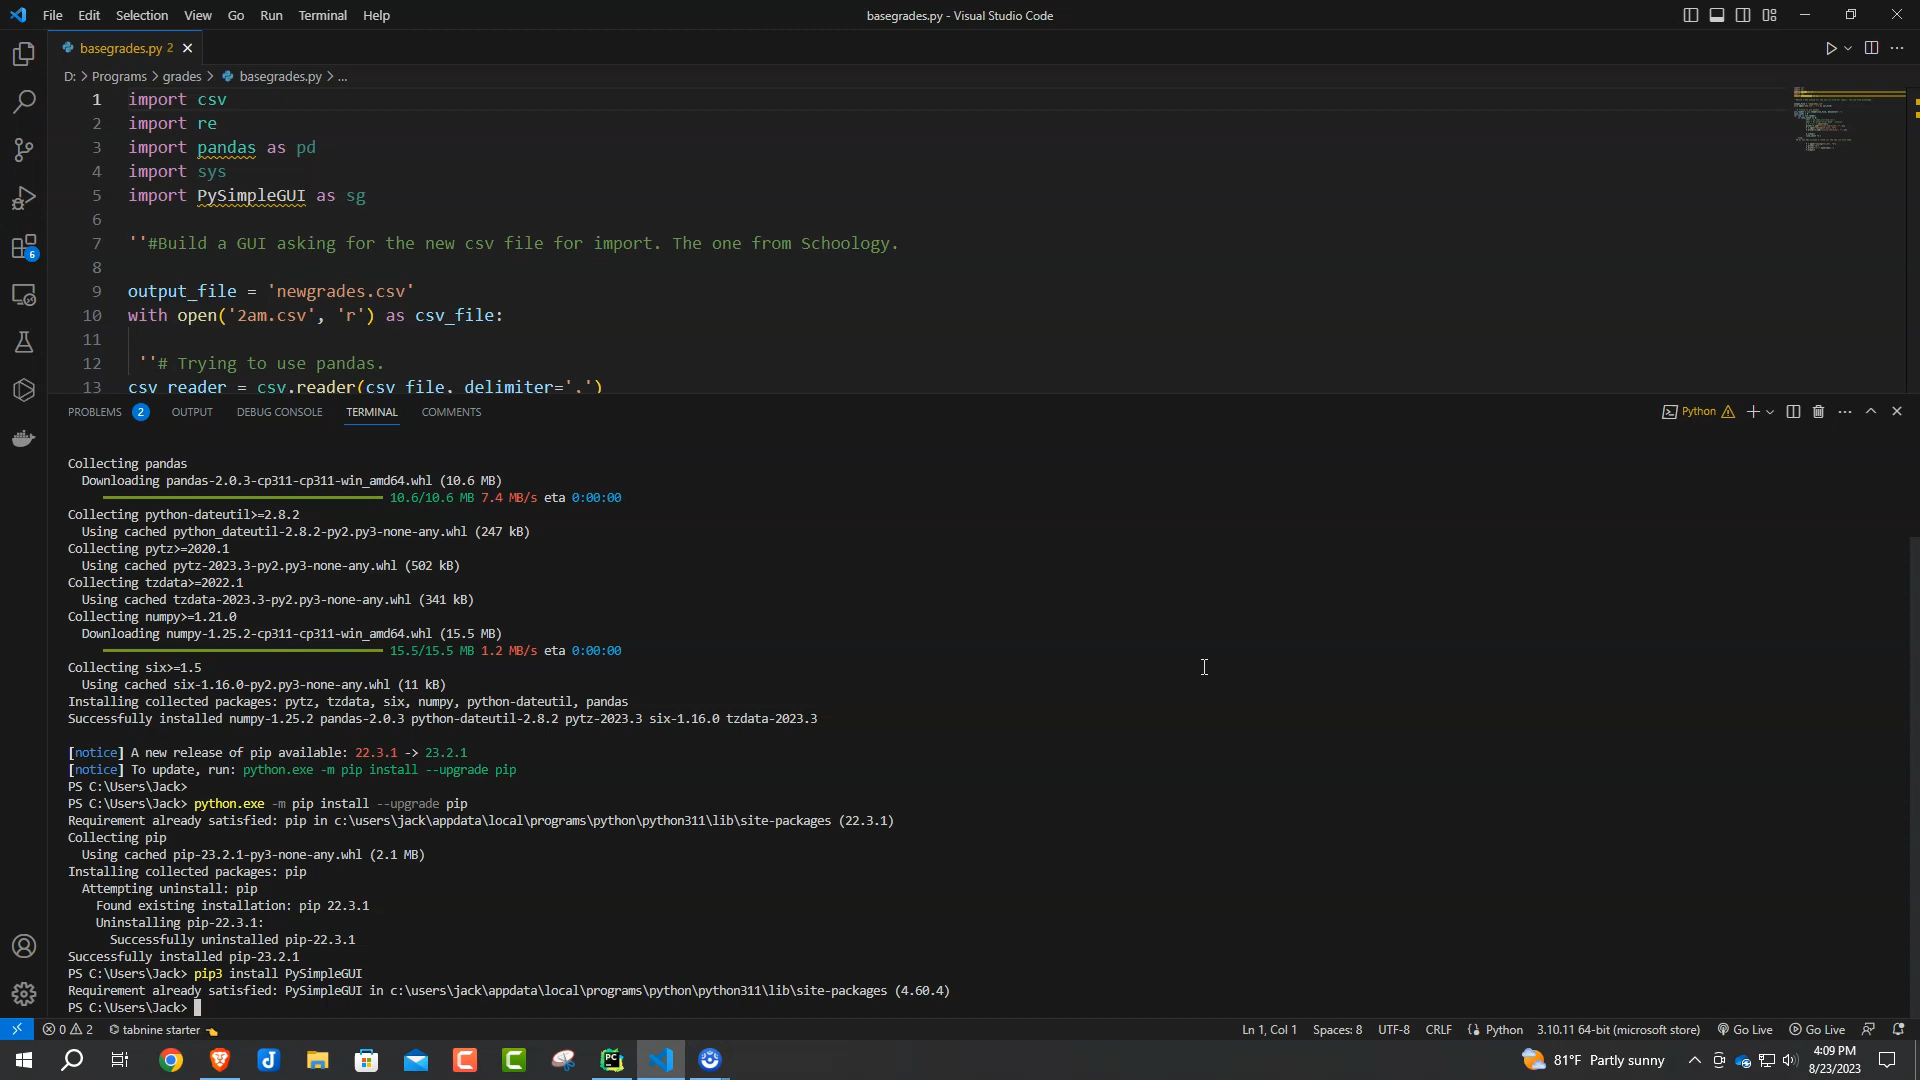 File Edit Selection View Go Run Terminal Help
basegrades.py - Visual Studio Code
basegrades.py 2
D: > Programs > grades > basegrades.py > ...
1 import csv
2 import re
3 import pandas as pd
4 import sys
5 import PySimpleGUI as sg
6
7 ''#Build a GUI asking for the new csv file for import. The one from Schoology.
8
9 output_file = 'newgrades.csv'
10 with open('2am.csv', 'r') as csv_file:
11
12 ''# Trying to use pandas.
13 csv_reader = csv.reader(csv_file, delimiter=',')
6
PROBLEMS 2 OUTPUT DEBUG CONSOLE TERMINAL COMMENTS
Python
Collecting pandas
Downloading pandas-2.0.3-cp311-cp311-win_amd64.whl (10.6 MB)
10.6/10.6 MB 7.4 MB/s eta 0:00:00
Collecting python-dateutil>=2.8.2
Using cached python_dateutil-2.8.2-py2.py3-none-any.whl (247 kB)
Collecting pytz>=2020.1
Using cached pytz-2023.3-py2.py3-none-any.whl (502 kB)
Collecting tzdata>=2022.1
Using cached tzdata-2023.3-py2.py3-none-any.whl (341 kB)
Collecting numpy>=1.21.0
Downloading numpy-1.25.2-cp311-cp311-win_amd64.whl (15.5 MB)
15.5/15.5 MB 1.2 MB/s eta 0:00:00
Collecting six>=1.5
Using cached six-1.16.0-py2.py3-none-any.whl (11 kB)
Installing collected packages: pytz, tzdata, six, numpy, python-dateutil, pandas
Successfully installed numpy-1.25.2 pandas-2.0.3 python-dateutil-2.8.2 pytz-2023.3 six-1.16.0 tzdata-2023.3
[notice] A new release of pip available: 22.3.1 -> 23.2.1
[notice] To update, run: python.exe -m pip install --upgrade pip
PS C:\Users\Jack>
PS C:\Users\Jack> python.exe -m pip install --upgrade pip
Requirement already satisfied: pip in c:\users\jack\appdata\local\programs\python\python311\lib\site-packages (22.3.1)
Collecting pip
Using cached pip-23.2.1-py3-none-any.whl (2.1 MB)
Installing collected packages: pip
Attempting uninstall: pip
Found existing installation: pip 22.3.1
Uninstalling pip-22.3.1:
Successfully uninstalled pip-22.3.1
Successfully installed pip-23.2.1
PS C:\Users\Jack> pip3 install PySimpleGUI
Requirement already satisfied: PySimpleGUI in c:\users\jack\appdata\local\programs\python\python311\lib\site-packages (4.60.4)
PS C:\Users\Jack>
0 2 tabnine starter
Ln 1, Col 1 Spaces: 8 UTF-8 CRLF Python 3.10.11 64-bit (microsoft store) Go Live Go Live
81°F Partly sunny
4:09 PM
8/23/2023